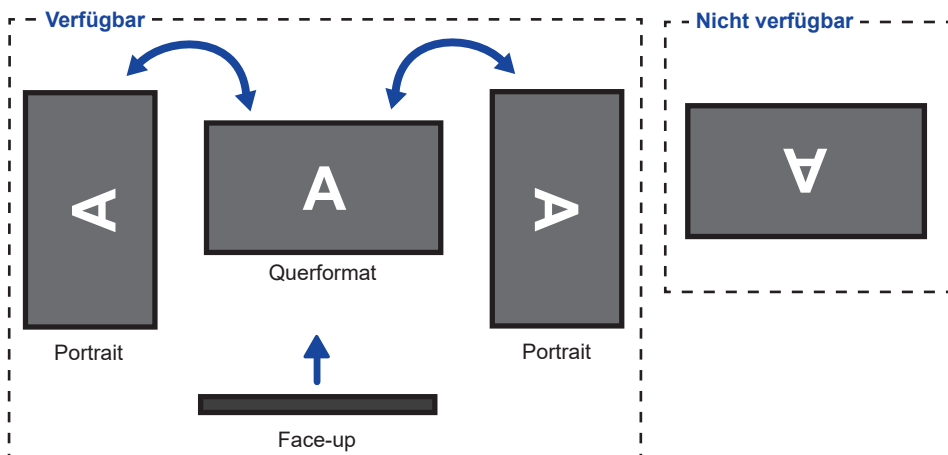 Verfügbar
Nicht verfügbar
A
A
A
A
Querformat
Portrait
Portrait
Face-up